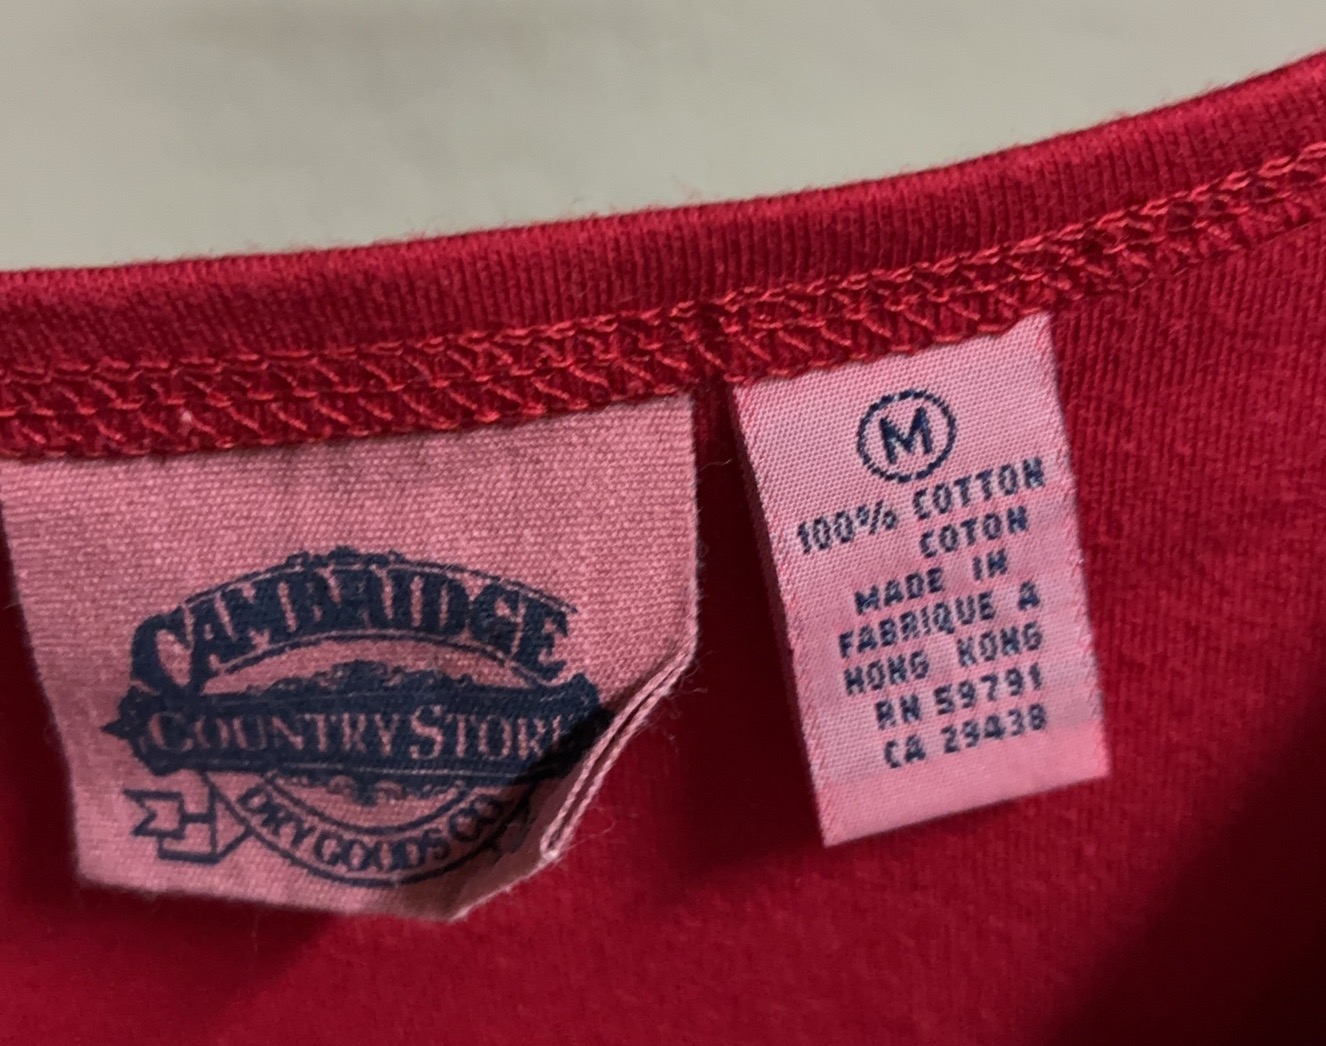 CAMBRIDGE
COUNTRY STORE
DRY GOODS CO.
M
100% COTTON
COTON
MADE IN
FABRIQUE A
HONG KONG
RN 59791
CA 29438